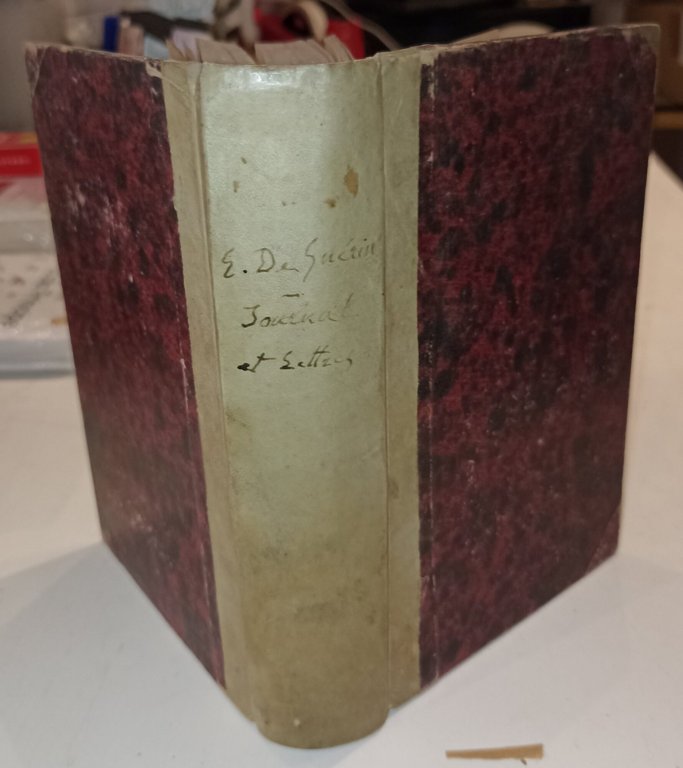 E. De Guérin
Journal
et Lettres